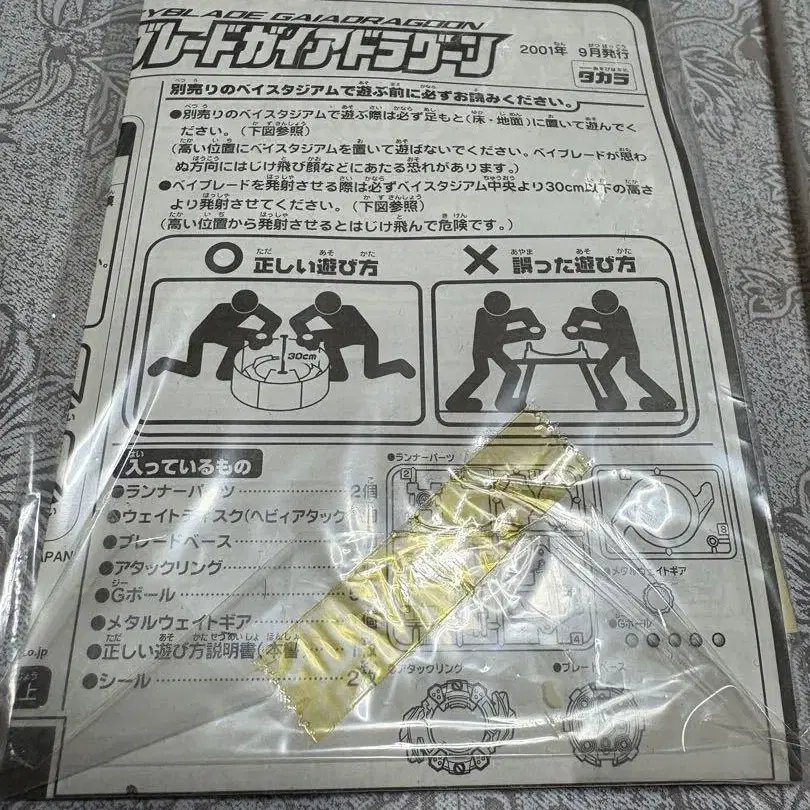 YBLADE GAIADRAGOON
ブレードガイアドラグーン
2001年 9月発行
タカラ
別売りのベイスタジアムで遊ぶ前に必ずお読みください。
●別売りのベイスタジアムで遊ぶ際は必ず足もと(床・地面)に置いて遊んでく
ださい。(下図参照)
(高い位置にベイスタジアムを置いて遊ばないでください。ベイブレードが思わ
ぬ方向にはじけ飛び顔などにあたる恐れがあります。)
●ベイブレードを発射させる際は必ずベイスタジアム中央より30cm以下の高さ
より発射させてください。(下図参照)
(高い位置から発射させるとはじけ飛んで危険です。)
○ 正しい遊び方
× 誤った遊び方
30cm
入っているもの
●ランナーパーツ……2個
●ウェイトディスク(ヘビィアタック
●ブレードベース
●アタックリング
●Gボール
●メタルウェイトギア
●正しい遊び方説明書(本書
●シール……2
●ランナーパーツ
2
3
4
メタルウェイトギア
●Gボール
●アタックリング
●ブレードベース
JAPAN
co.jp
上